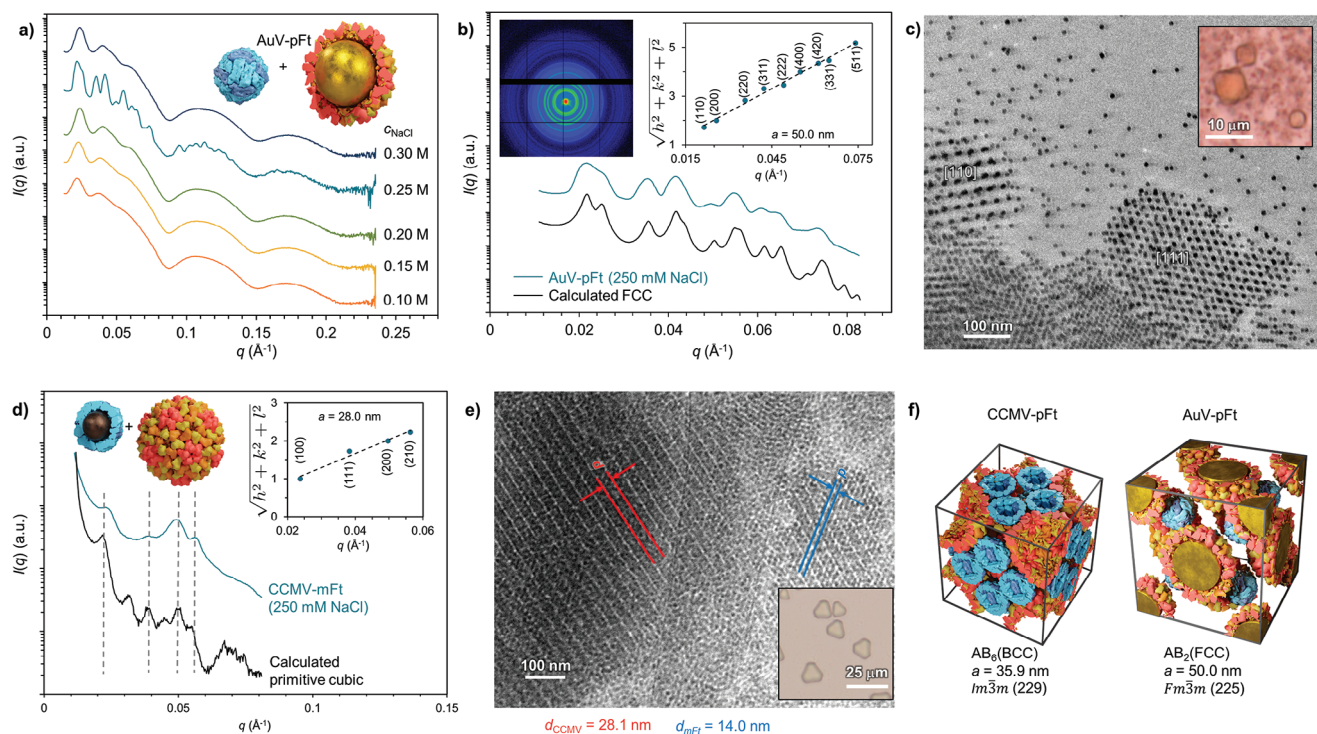 a)
AuV-pFt
+
I(q) (a.u.)
cNaCl
0.30 M
0.25 M
0.20 M
0.15 M
0.10 M
0 0.05 0.1 0.15 0.2 0.25
q (Å-1)
b)
I(q) (a.u.)
√h² + k² + l²
5
3
1
(110)
(200)
(220)
(311)
(222)
(400)
(420)
(331)
(511)
a = 50.0 nm
0.015 0.045 0.075
q (Å-1)
AuV-pFt (250 mM NaCl)
Calculated FCC
0 0.02 0.04 0.06 0.08
q (Å-1)
c)
10 µm
[110]
[111]
100 nm
d)
+
I(q) (a.u.)
√h² + k² + l²
3
2
1
0
a = 28.0 nm
(100)
(111)
(200)
(210)
0.02 0.04 0.06
q (Å-1)
CCMV-mFt
(250 mM NaCl)
Calculated
primitive cubic
0 0.05 0.1 0.15
q (Å-1)
e)
d
d
100 nm
25 µm
dCCMV = 28.1 nm dmFt = 14.0 nm
f)
CCMV-pFt
AuV-pFt
AB6(BCC)
a = 35.9 nm
Im3̅m (229)
AB2(FCC)
a = 50.0 nm
Fm3̅m (225)